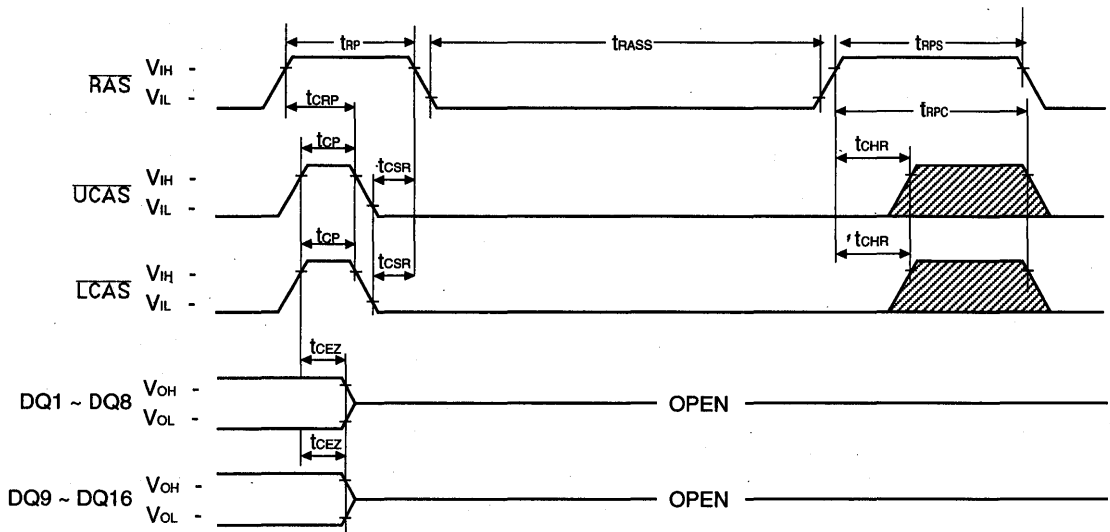 tRP tRASS tRPS
RAS VIH -
VIL -
tCRP tRPC
tCP tCSR tCHR
UCAS VIH -
VIL -
tCP tCSR tCHR
LCAS VIH -
VIL -
tCEZ
DQ1 ~ DQ8 VOH -
VOL -
OPEN
tCEZ
DQ9 ~ DQ16 VOH -
VOL -
OPEN